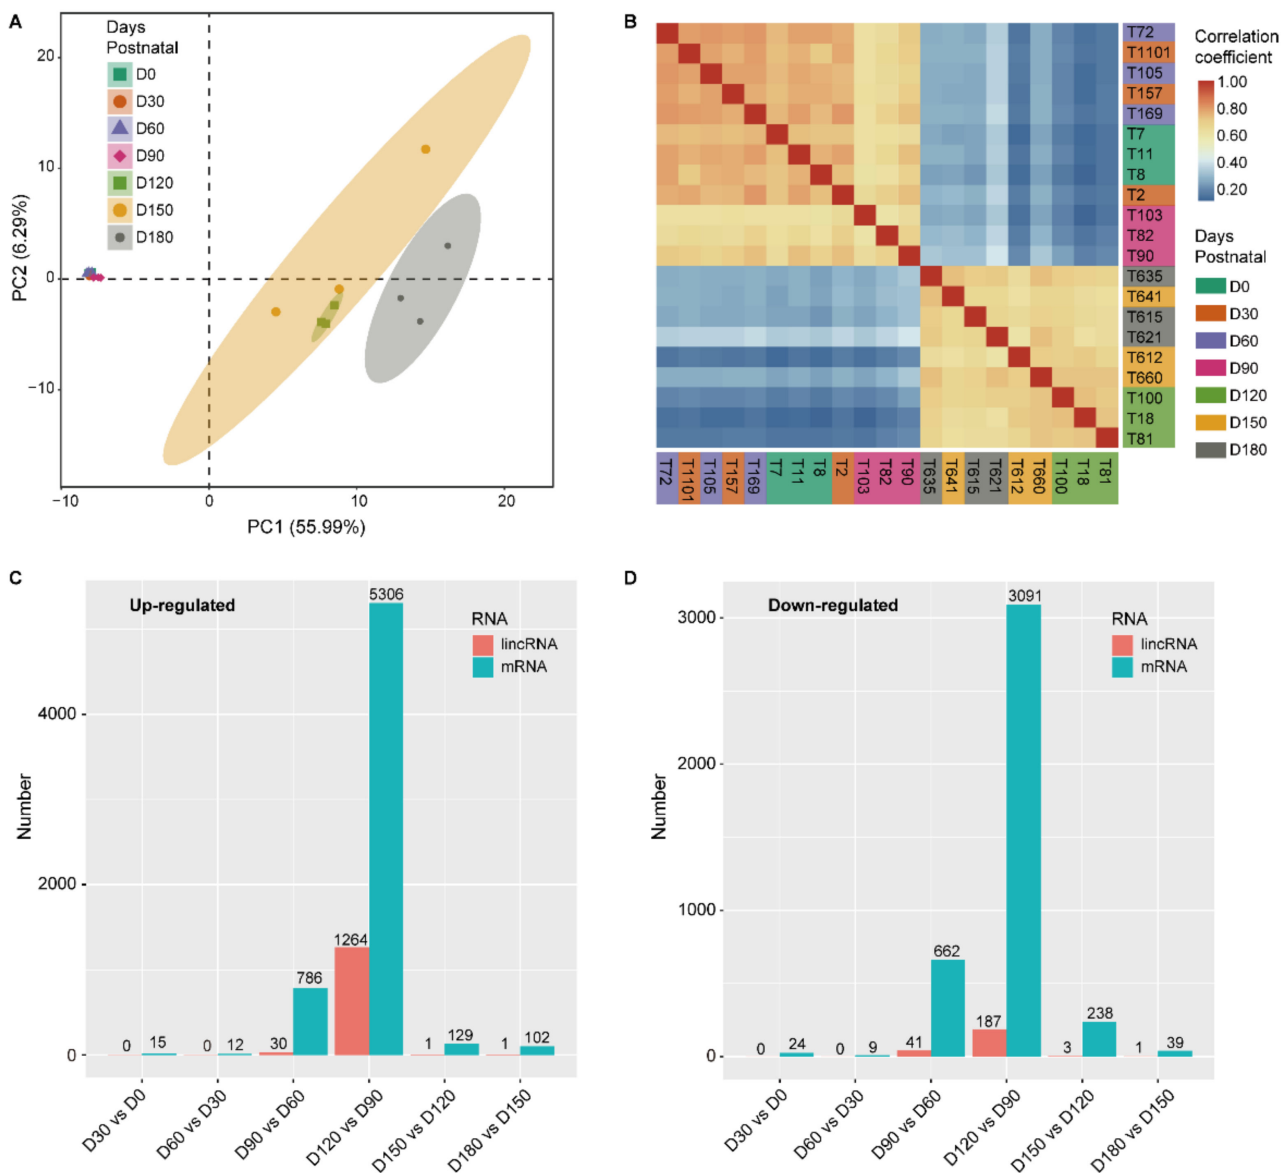 A
Days
Postnatal
D0
D30
D60
D90
D120
D150
D180
20
10
0
−10
PC2 (6.29%)
−10
0
10
20
PC1 (55.99%)
B
T72
T1101
T105
T157
T169
T7
T11
T8
T2
T103
T82
T90
T635
T641
T615
T621
T612
T660
T100
T18
T81
T72
T1101
T105
T157
T169
T7
T11
T8
T2
T103
T82
T90
T635
T641
T615
T621
T612
T660
T100
T18
T81
Correlation
coefficient
1.00
0.80
0.60
0.40
0.20
Days
Postnatal
D0
D30
D60
D90
D120
D150
D180
C
Up-regulated
RNA
lincRNA
mRNA
Number
4000
2000
0
0
15
0
12
30
786
1264
5306
1
129
1
102
D30 vs D0
D60 vs D30
D90 vs D60
D120 vs D90
D150 vs D120
D180 vs D150
D
Down-regulated
RNA
lincRNA
mRNA
Number
3000
2000
1000
0
0
24
0
9
41
662
187
3091
3
238
1
39
D30 vs D0
D60 vs D30
D90 vs D60
D120 vs D90
D150 vs D120
D180 vs D150